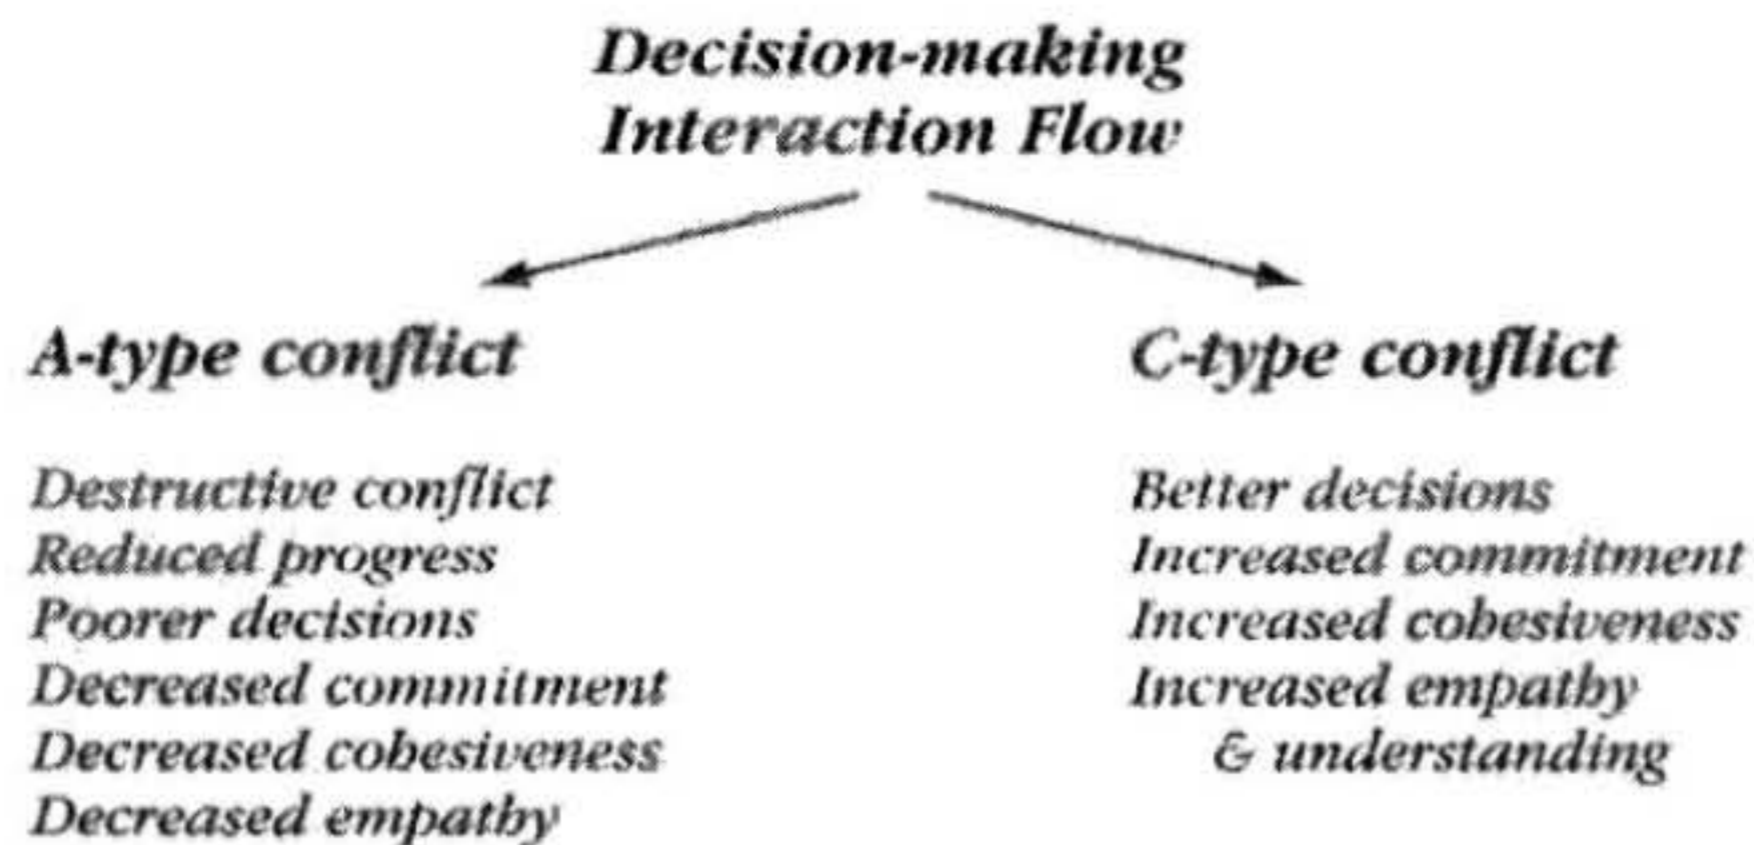 Decision-making
Interaction Flow
A-type conflict
Destructive conflict
Reduced progress
Poorer decisions
Decreased commitment
Decreased cohesiveness
Decreased empathy
C-type conflict
Better decisions
Increased commitment
Increased cohesiveness
Increased empathy
& understanding